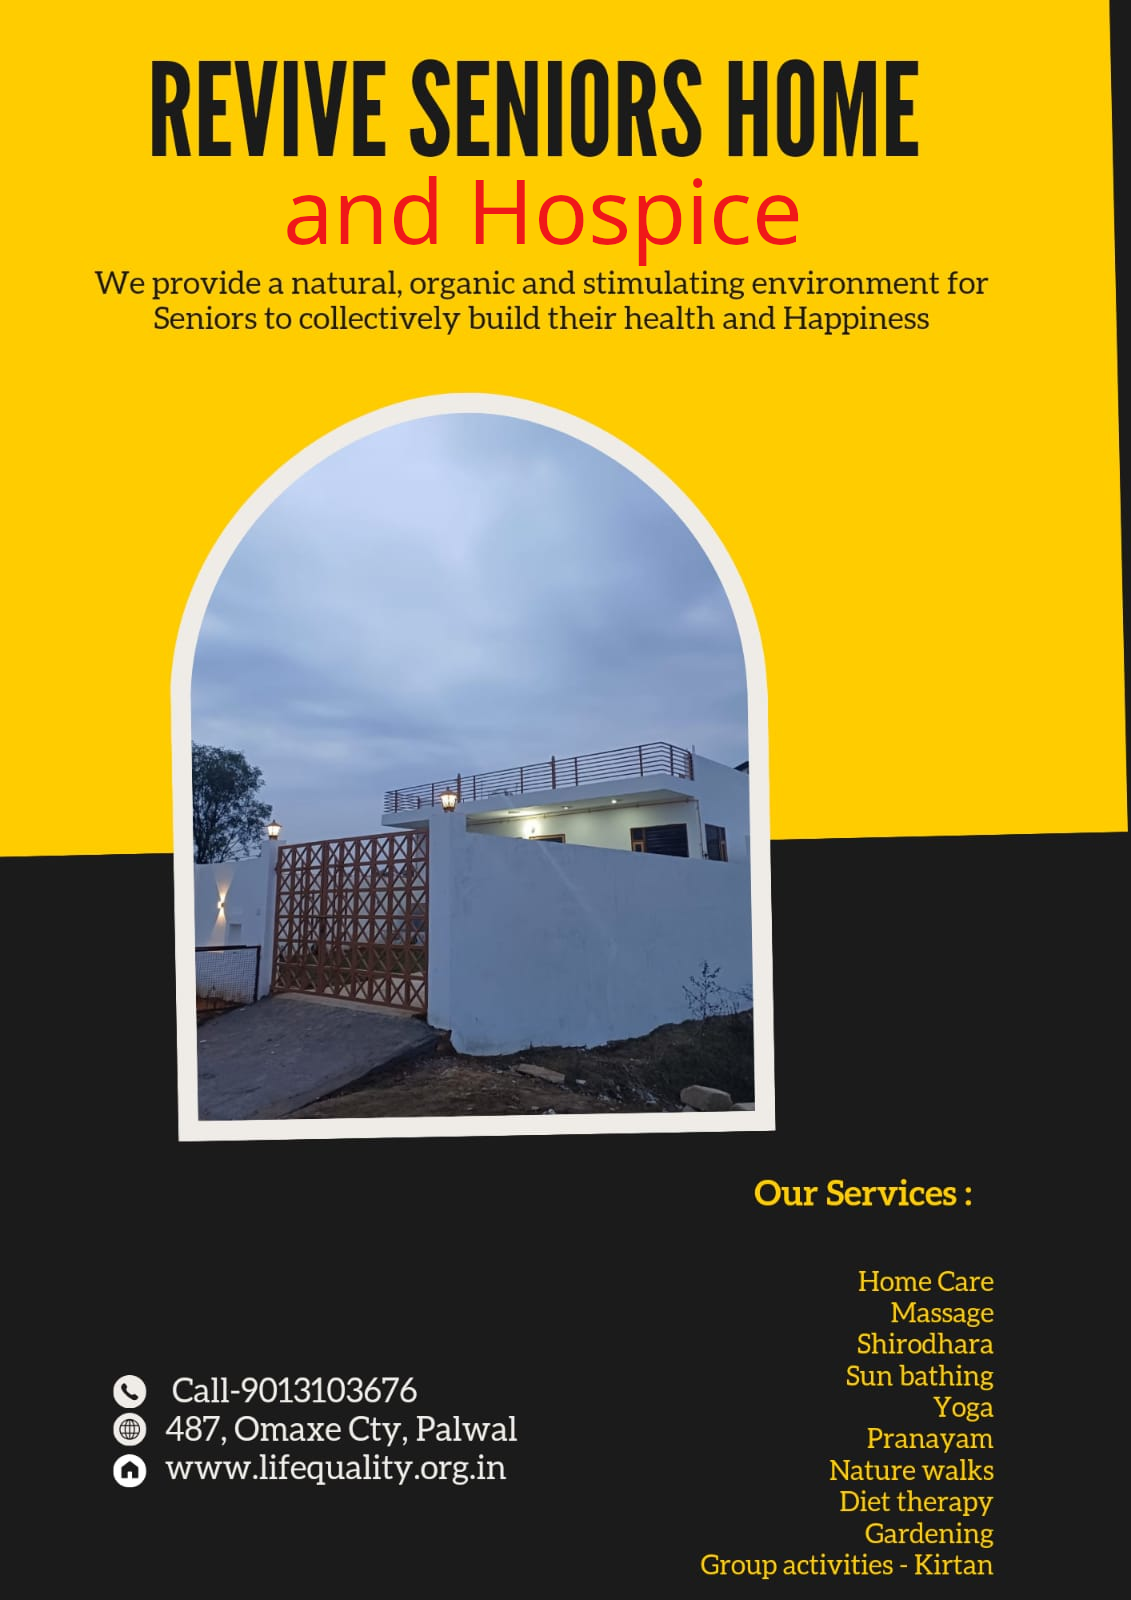 REVIVE SENIORS HOME
and Hospice
We provide a natural, organic and stimulating environment for
Seniors to collectively build their health and Happiness
Our Services :
Home Care
Massage
Shirodhara
Sun bathing
Yoga
Pranayam
Nature walks
Diet therapy
Gardening
Group activities - Kirtan
Call-9013103676
487, Omaxe Cty, Palwal
www.lifequality.org.in